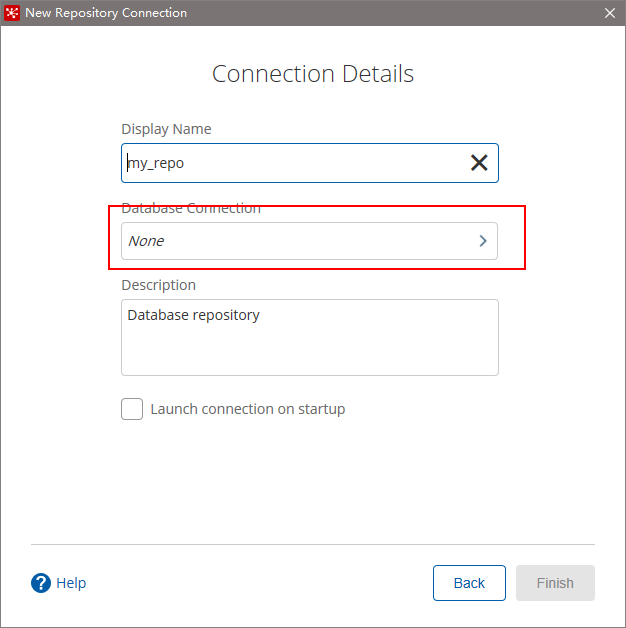 New Repository Connection
Connection Details
Display Name
my_repo
Database Connection
None
Description
Database repository
Launch connection on startup
? Help
Back
Finish